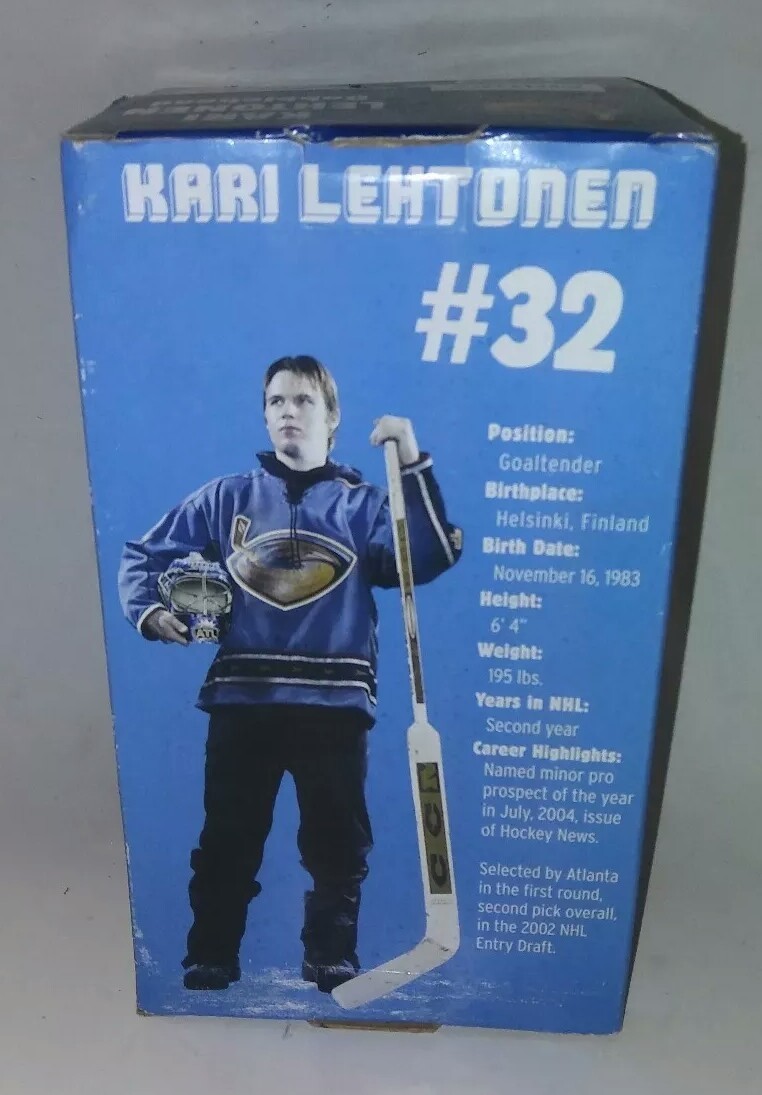 KARI
LEHTONEN
KARI LEHTONEN
#32
Position:
Goaltender
Birthplace:
Helsinki, Finland
Birth Date:
November 16, 1983
Height:
6' 4"
Weight:
195 lbs.
Years in NHL:
Second year
Career Highlights:
Named minor pro
prospect of the year
in July, 2004, issue
of Hockey News.
Selected by Atlanta
in the first round,
second pick overall,
in the 2002 NHL
Entry Draft.
ATL
CCM